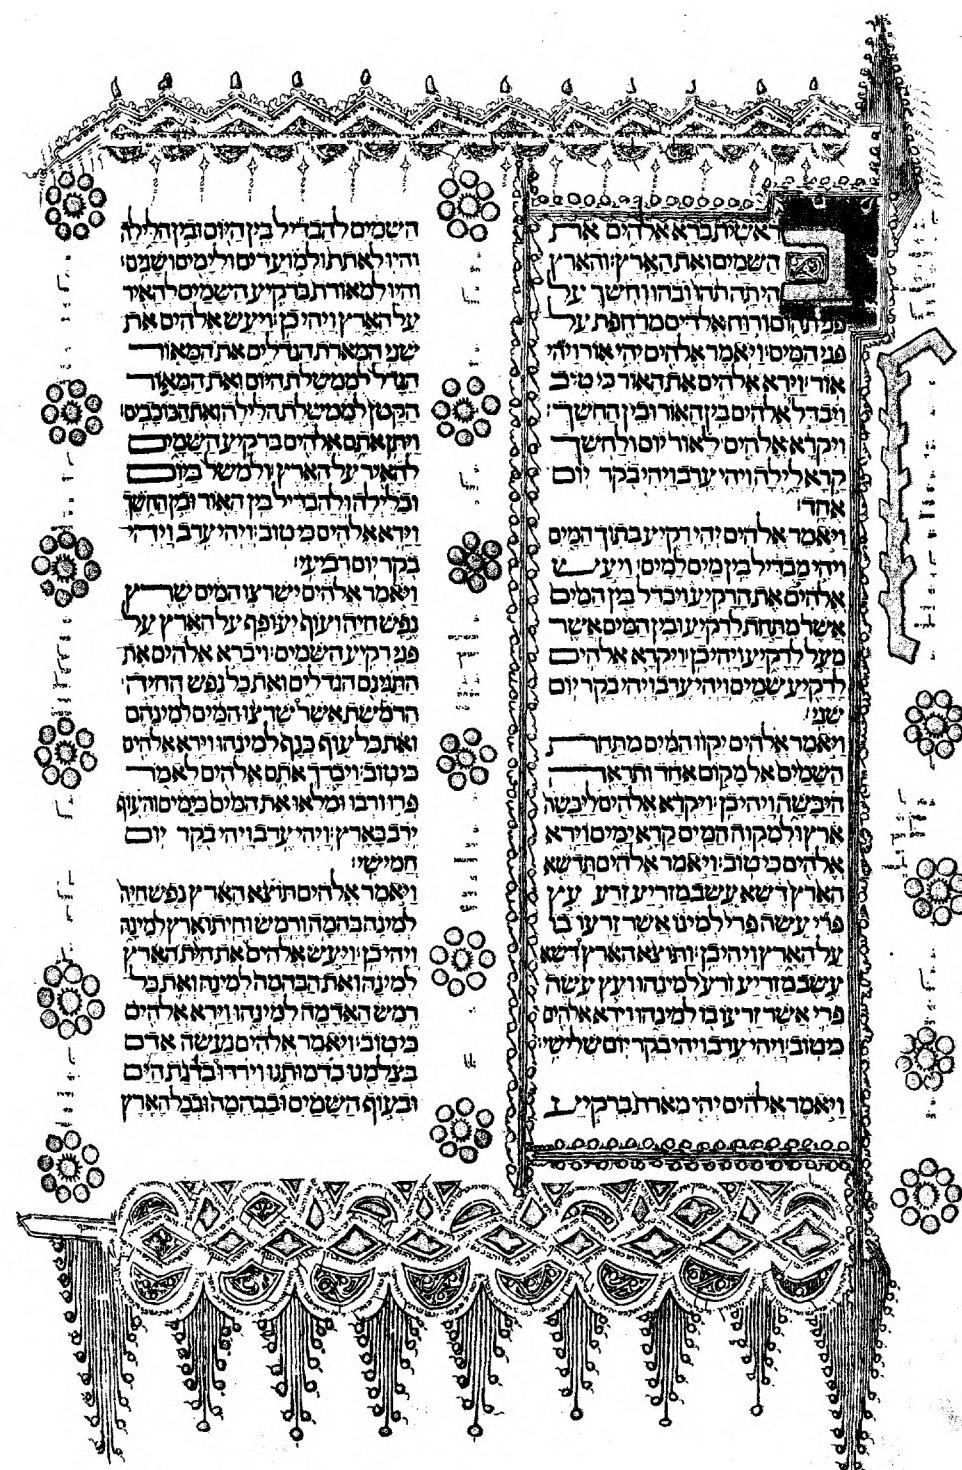 בראשית ברא אלהים את
השמים ואת הארץ׃ והארץ
היתה תהו ובהו וחשך על
פני תהום ורוח אלהים מרחפת על
פני המים׃ ויאמר אלהים יהי אור ויהי
אור׃ וירא אלהים את האור כי טוב
ויבדל אלהים בין האור ובין החשך׃
ויקרא אלהים לאור יום ולחשך
קרא לילה ויהי ערב ויהי בקר יום
אחד׃
ויאמר אלהים יהי רקיע בתוך המים
ויהי מבדיל בין מים למים׃ ויעש
אלהים את הרקיע ויבדל בין המים
אשר מתחת לרקיע ובין המים אשר
מעל לרקיע ויהי כן׃ ויקרא אלהים
לרקיע שמים ויהי ערב ויהי בקר יום
שני׃
ויאמר אלהים יקוו המים מתחת
השמים אל מקום אחד ותראה
היבשה ויהי כן׃ ויקרא אלהים ליבשה
ארץ ולמקוה המים קרא ימים וירא
אלהים כי טוב׃ ויאמר אלהים תדשא
הארץ דשא עשב מזריע זרע עץ
פרי עשה פרי למינו אשר זרעו בו
על הארץ ויהי כן׃ ותוצא הארץ דשא
עשב מזריע זרע למינהו ועץ עשה
פרי אשר זרעו בו למינהו וירא אלהים
כי טוב׃ ויהי ערב ויהי בקר יום שלישי׃
ויאמר אלהים יהי מארת ברקיע
השמים להבדיל בין היום ובין הלילה
והיו לאתת ולמועדים ולימים ושנים׃
והיו למאורת ברקיע השמים להאיר
על הארץ ויהי כן׃ ויעש אלהים את
שני המארת הגדלים את המאור
הגדל לממשלת היום ואת המאור
הקטן לממשלת הלילה ואת הכוכבים׃
ויתן אתם אלהים ברקיע השמים
להאיר על הארץ׃ ולמשל ביום
ובלילה ולהבדיל בין האור ובין החשך
וירא אלהים כי טוב׃ ויהי ערב ויהי
בקר יום רביעי׃
ויאמר אלהים ישרצו המים שרץ
נפש חיה ועוף יעופף על הארץ על
פני רקיע השמים׃ ויברא אלהים את
התנינם הגדלים ואת כל נפש החיה
הרמשת אשר שרצו המים למינהם
ואת כל עוף כנף למינהו וירא אלהים
כי טוב׃ ויברך אתם אלהים לאמר
פרו ורבו ומלאו את המים בימים והעוף
ירב בארץ׃ ויהי ערב ויהי בקר יום
חמישי׃
ויאמר אלהים תוצא הארץ נפש חיה
למינה בהמה ורמש וחיתו ארץ למינה
ויהי כן׃ ויעש אלהים את חית הארץ
למינה ואת הבהמה למינה ואת כל
רמש האדמה למינהו וירא אלהים
כי טוב׃ ויאמר אלהים נעשה אדם
בצלמנו כדמותנו וירדו בדגת הים
ובעוף השמים ובבהמה ובכל הארץ